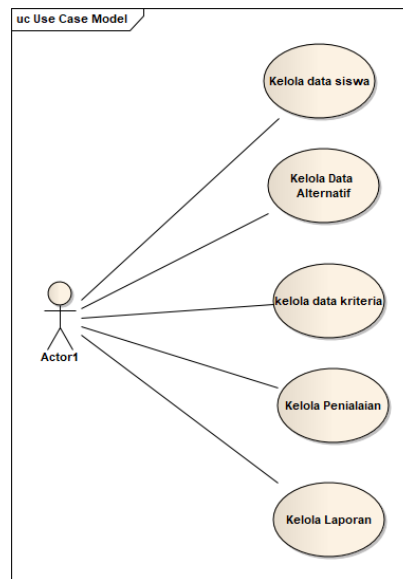 uc Use Case Model
Kelola data siswa
Kelola Data
Alternatif
kelola data kriteria
Actor1
Kelola Penialaian
Kelola Laporan